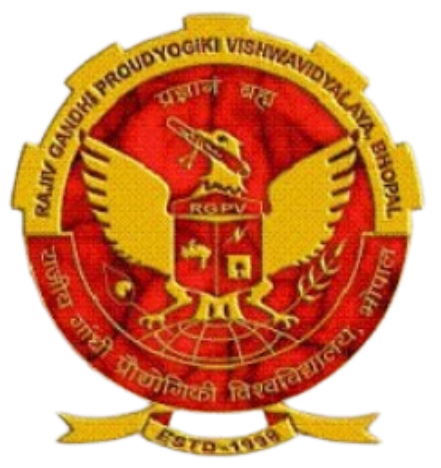 RAJIV GANDHI PROUDYOGIKI VISHWAVIDYALAYA, BHOPAL
प्रज्ञानं ब्रह्म
RGPV
राजीव गांधी प्रौद्योगिकी विश्वविद्यालय, भोपाल
ESTD-1998